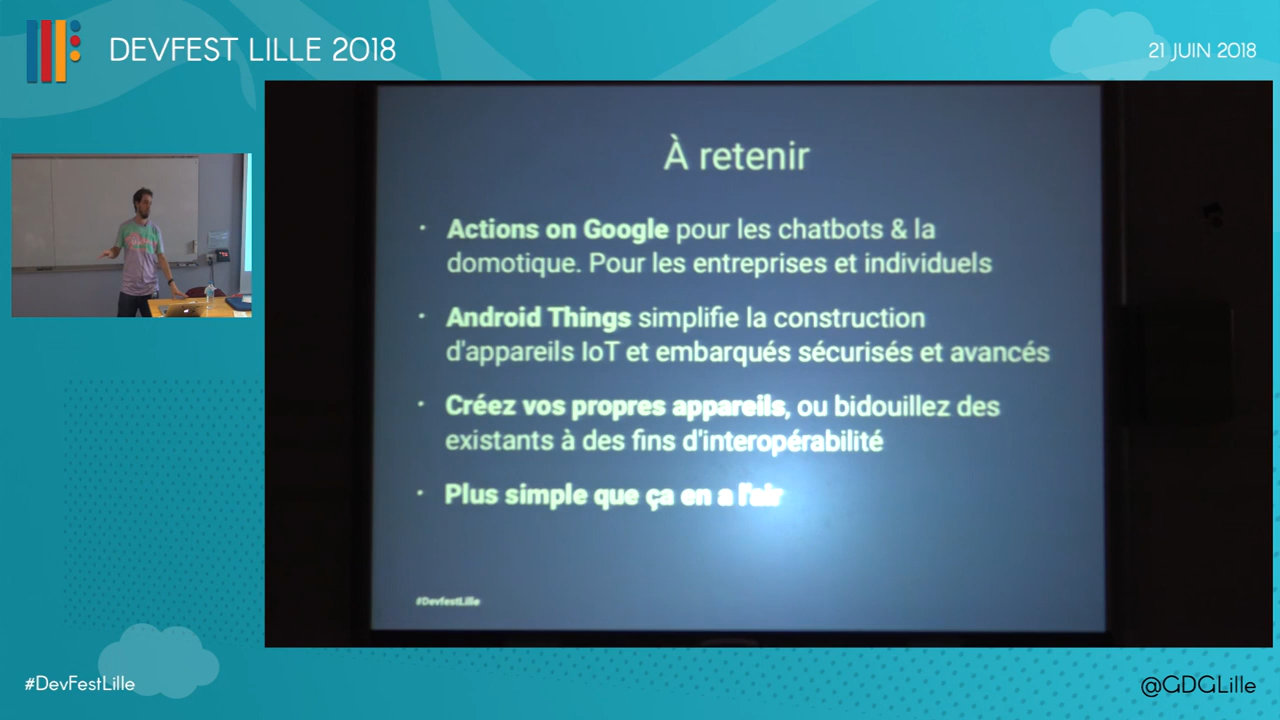 DEVFEST LILLE 2018
21 JUIN 2018
À retenir
· Actions on Google pour les chatbots & la
domotique. Pour les entreprises et individuels
· Android Things simplifie la construction
d'appareils IoT et embarqués sécurisés et avancés
· Créez vos propres appareils, ou bidouillez des
existants à des fins d'interopérabilité
· Plus simple que ça en a l'air
#DevfestLille
#DevFestLille
@GDGLille